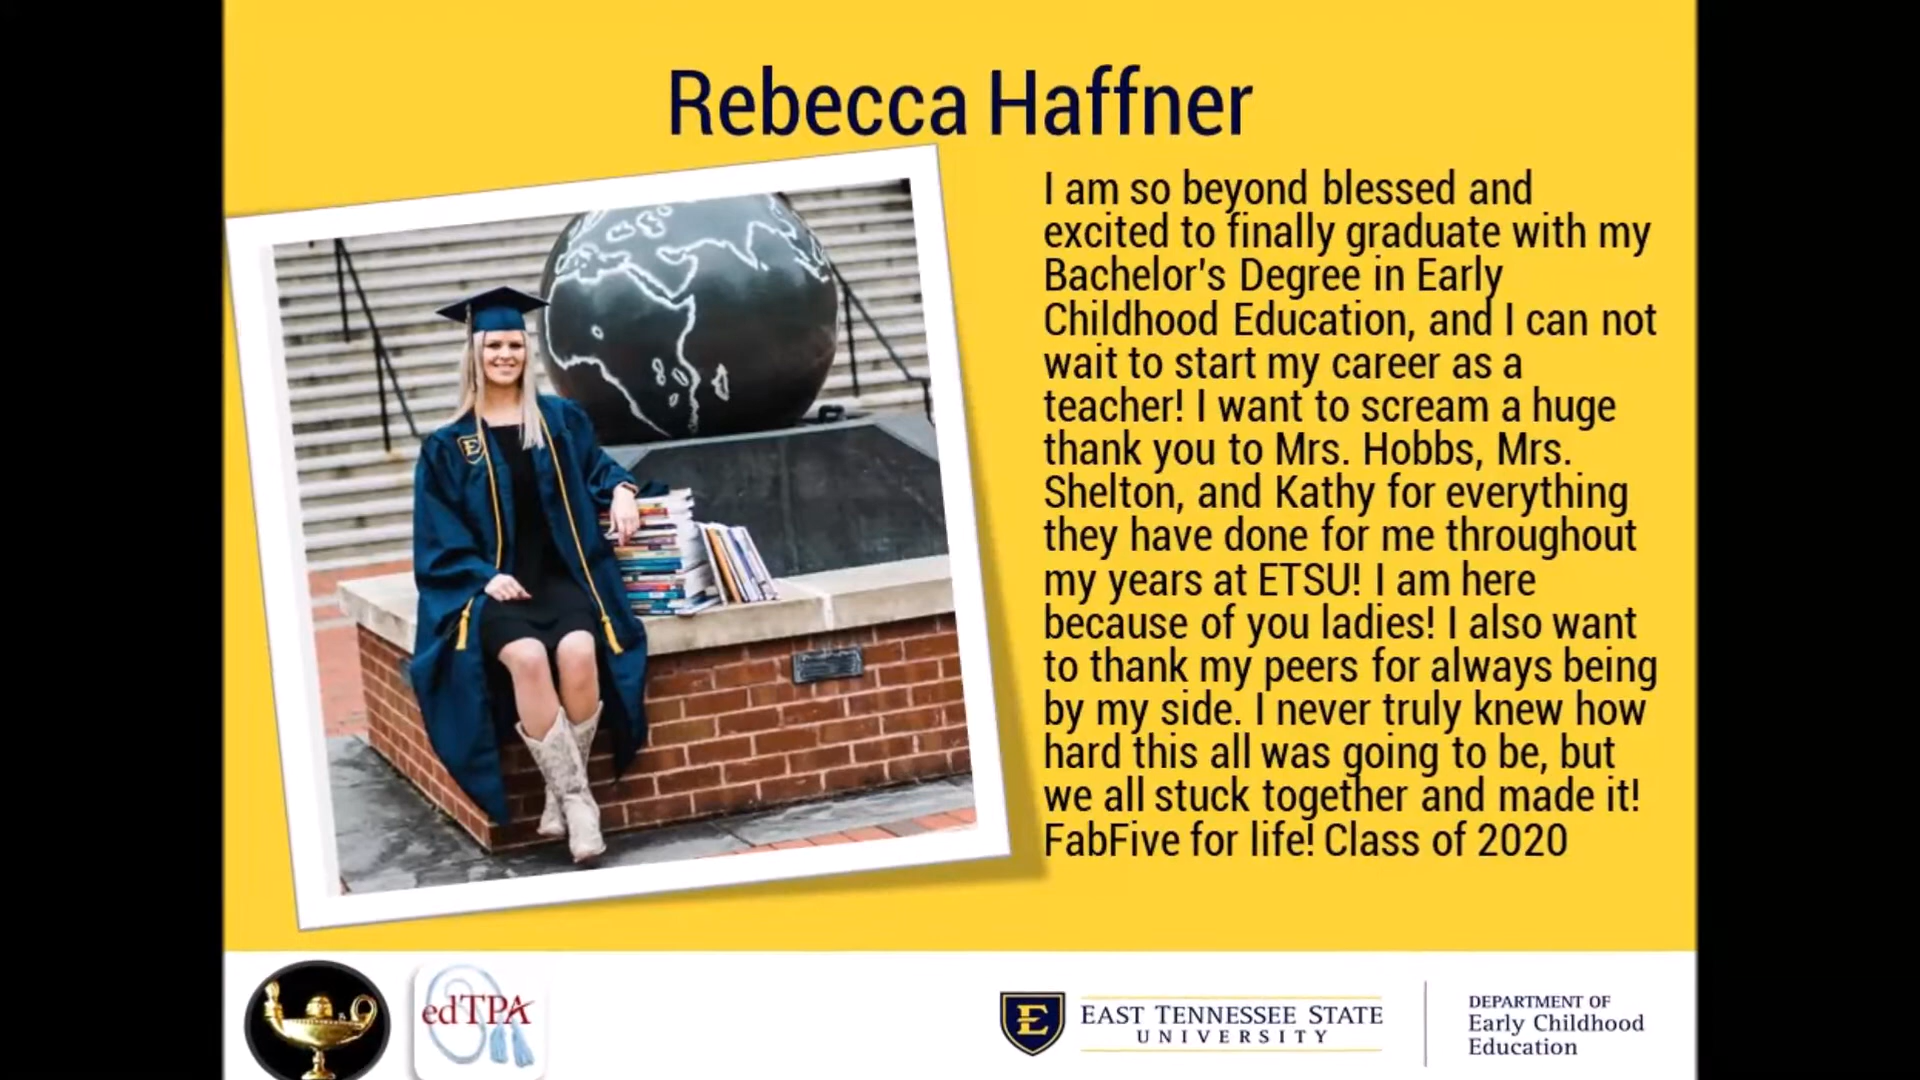 Rebecca Haffner
I am so beyond blessed and
excited to finally graduate with my
Bachelor's Degree in Early
Childhood Education, and I can not
wait to start my career as a
teacher! I want to scream a huge
thank you to Mrs. Hobbs, Mrs.
Shelton, and Kathy for everything
they have done for me throughout
my years at ETSU! I am here
because of you ladies! I also want
to thank my peers for always being
by my side. I never truly knew how
hard this all was going to be, but
we all stuck together and made it!
FabFive for life! Class of 2020
E
edTPA
E
EAST TENNESSEE STATE
UNIVERSITY
DEPARTMENT OF
Early Childhood
Education